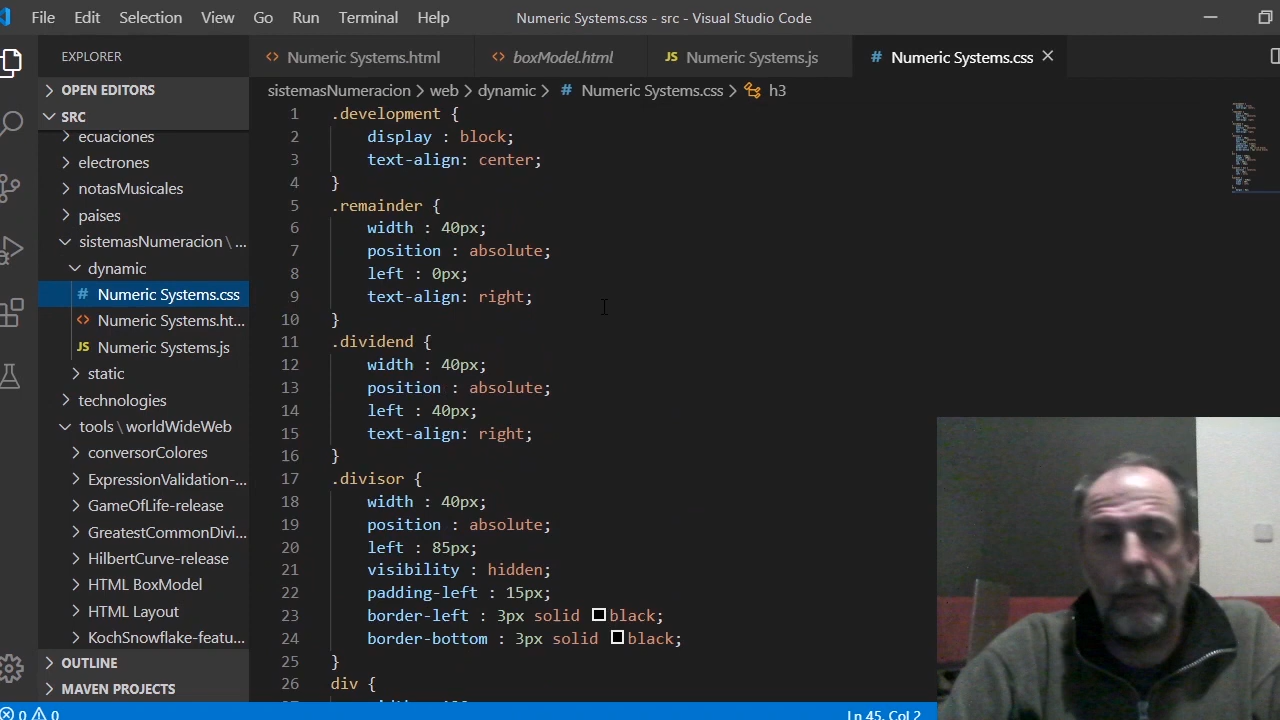 File Edit Selection View Go Run Terminal Help Numeric Systems.css - src - Visual Studio Code
EXPLORER
Numeric Systems.html boxModel.html JS Numeric Systems.js # Numeric Systems.css
sistemasNumeracion > web > dynamic > # Numeric Systems.css > h3
OPEN EDITORS
SRC
ecuaciones
electrones
notasMusicales
paises
sistemasNumeracion \ ...
dynamic
# Numeric Systems.css
Numeric Systems.ht...
JS Numeric Systems.js
static
technologies
tools \ worldWideWeb
conversorColores
ExpressionValidation-...
GameOfLife-release
GreatestCommonDivi...
HilbertCurve-release
HTML BoxModel
HTML Layout
KochSnowflake-featu...
OUTLINE
MAVEN PROJECTS
1 .development {
2 display : block;
3 text-align: center;
4 }
5 .remainder {
6 width : 40px;
7 position : absolute;
8 left : 0px;
9 text-align: right;
10 }
11 .dividend {
12 width : 40px;
13 position : absolute;
14 left : 40px;
15 text-align: right;
16 }
17 .divisor {
18 width : 40px;
19 position : absolute;
20 left : 85px;
21 visibility : hidden;
22 padding-left : 15px;
23 border-left : 3px solid black;
24 border-bottom : 3px solid black;
25 }
26 div {
0 0 Ln 45, Col 2